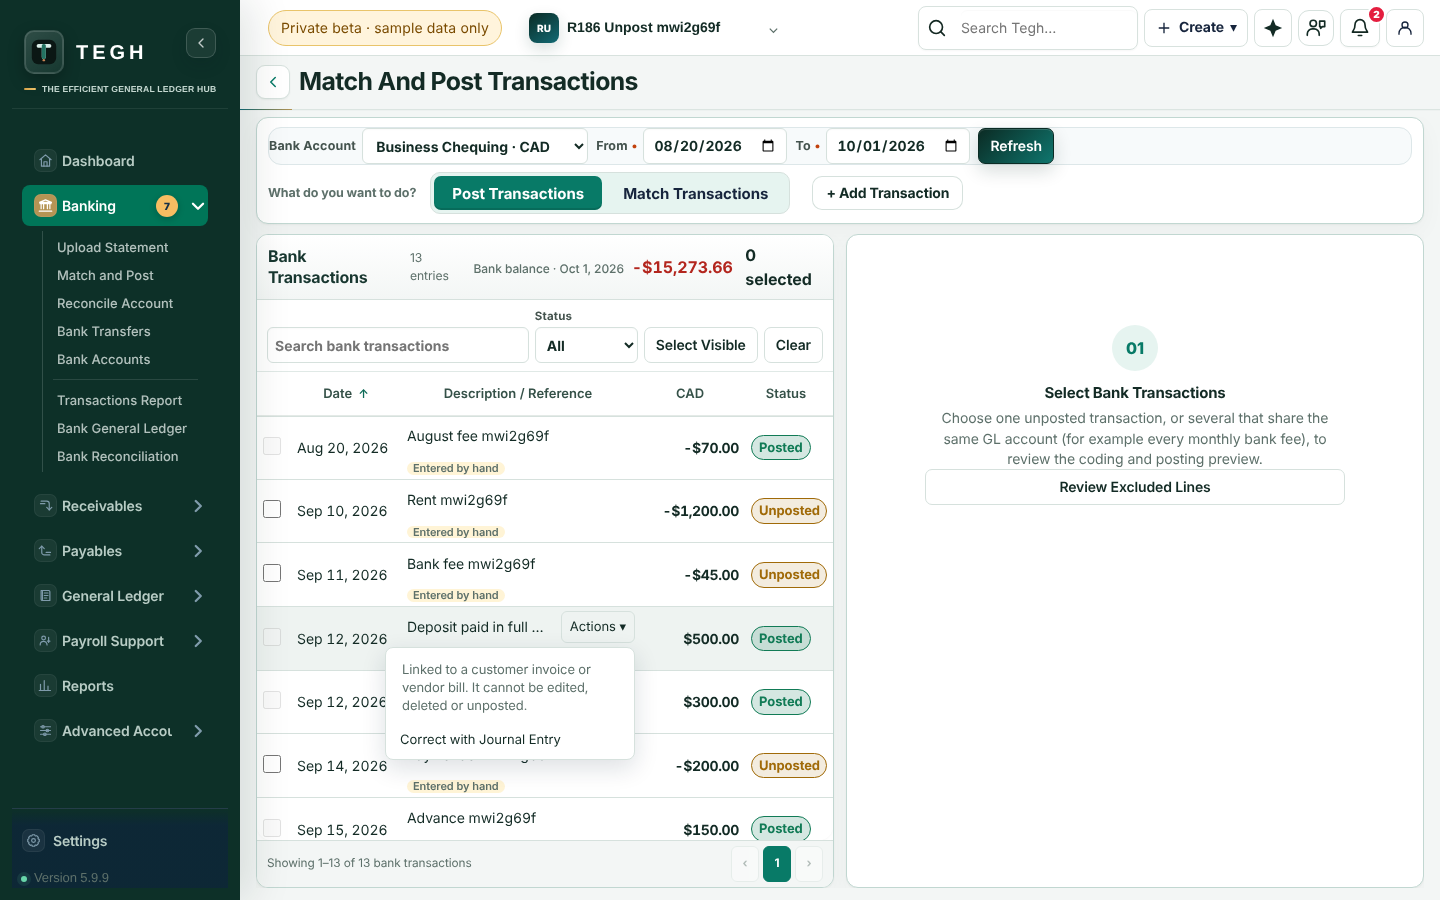 TEGH
THE EFFICIENT GENERAL LEDGER HUB
Dashboard
Banking
7
Upload Statement
Match and Post
Reconcile Account
Bank Transfers
Bank Accounts
Transactions Report
Bank General Ledger
Bank Reconciliation
Receivables
Payables
General Ledger
Payroll Support
Reports
Advanced Accou
Settings
Version 5.9.9
Private beta · sample data only
RU
R186 Unpost mwi2g69f
Search Tegh...
+ Create ▾
2
Match And Post Transactions
Bank Account
Business Chequing · CAD
From •
08/20/2026
To •
10/01/2026
Refresh
What do you want to do?
Post Transactions
Match Transactions
+ Add Transaction
Bank Transactions
13 entries
Bank balance · Oct 1, 2026
-$15,273.66
0 selected
Status
Search bank transactions
All
Select Visible
Clear
Date ↑
Description / Reference
CAD
Status
Aug 20, 2026
August fee mwi2g69f
Entered by hand
-$70.00
Posted
Sep 10, 2026
Rent mwi2g69f
Entered by hand
-$1,200.00
Unposted
Sep 11, 2026
Bank fee mwi2g69f
Entered by hand
-$45.00
Unposted
Sep 12, 2026
Deposit paid in full ...
Actions ▾
$500.00
Posted
Linked to a customer invoice or
vendor bill. It cannot be edited,
deleted or unposted.
Correct with Journal Entry
Sep 12, 2026
$300.00
Posted
Sep 14, 2026
Entered by hand
-$200.00
Unposted
Sep 15, 2026
Advance mwi2g69f
$150.00
Posted
Showing 1–13 of 13 bank transactions
‹
1
›
01
Select Bank Transactions
Choose one unposted transaction, or several that share the
same GL account (for example every monthly bank fee), to
review the coding and posting preview.
Review Excluded Lines